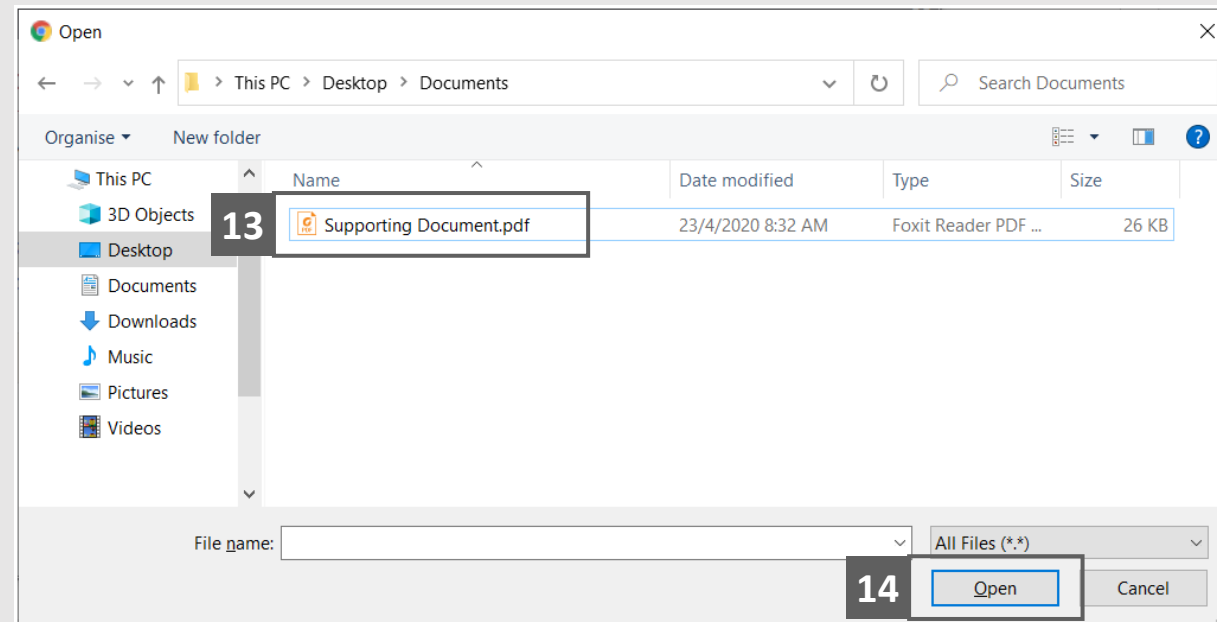 Open
This PC > Desktop > Documents
Search Documents
Organise
New folder
?
This PC
3D Objects
Desktop
Documents
Downloads
Music
Pictures
Videos
Name
Date modified
Type
Size
13
Supporting Document.pdf
23/4/2020 8:32 AM
Foxit Reader PDF ...
26 KB
File name:
All Files (*.*)
14
Open
Cancel